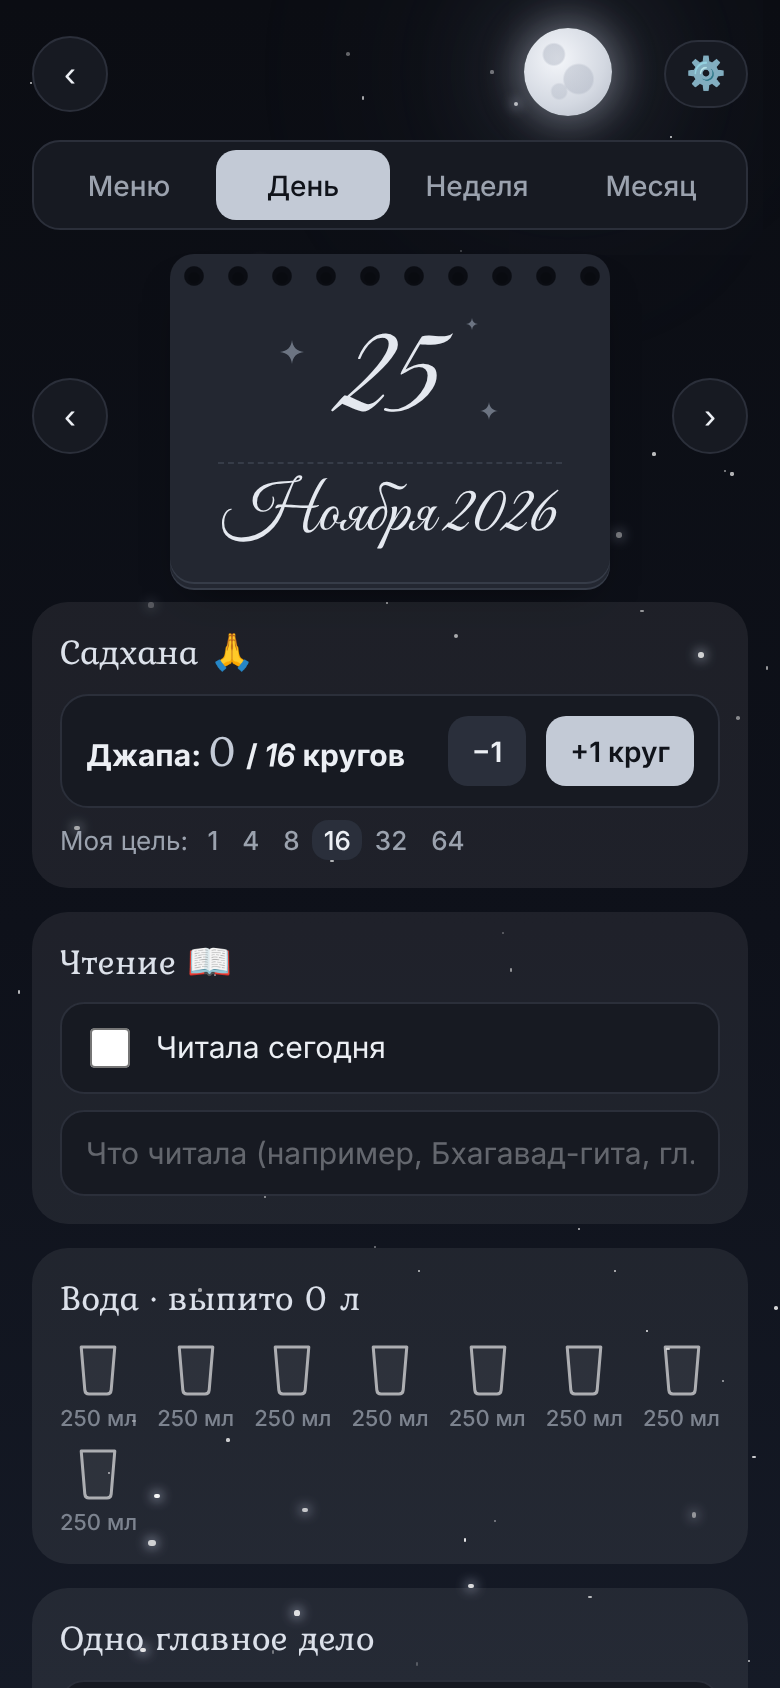 Меню День Неделя Месяц
25
Ноября 2026
Садхана 🙏
Джапа: 0 / 16 кругов −1 +1 круг
Моя цель: 1 4 8 16 32 64
Чтение 📖
Читала сегодня
Что читала (например, Бхагавад-гита, гл.
Вода · выпито 0 л
250 мл 250 мл 250 мл 250 мл 250 мл 250 мл 250 мл
250 мл
Одно главное дело